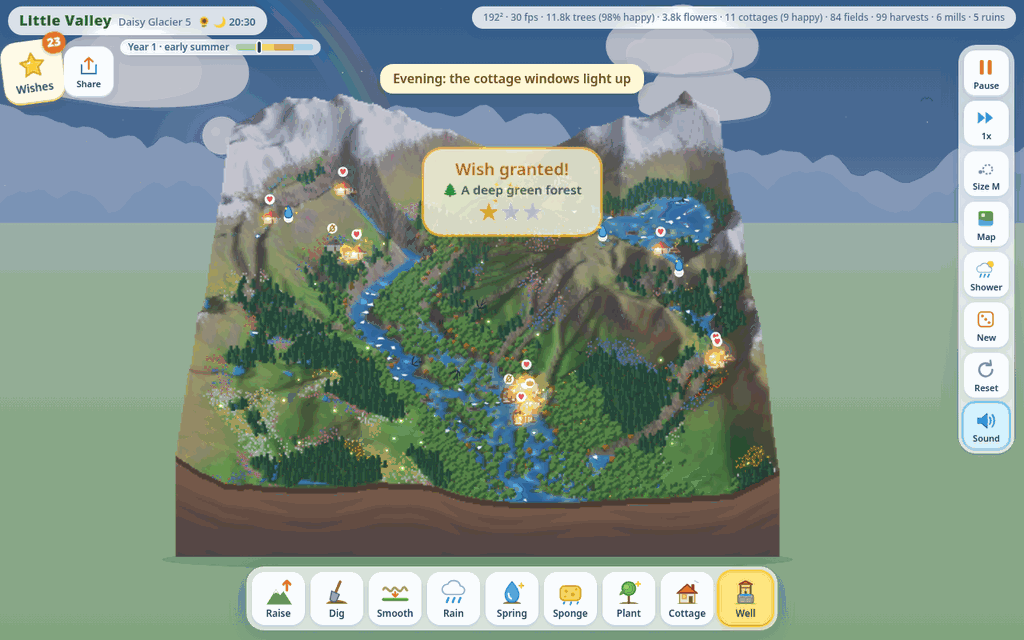 Little Valley Daisy Glacier 5 20:30
192² · 30 fps · 11.8k trees (98% happy) · 3.8k flowers · 11 cottages (9 happy) · 84 fields · 99 harvests · 6 mills · 5 ruins
23
Wishes
Share
Year 1 · early summer
Evening: the cottage windows light up
Wish granted!
A deep green forest
Pause
1x
Size M
Map
Shower
New
Reset
Sound
Raise
Dig
Smooth
Rain
Spring
Sponge
Plant
Cottage
Well